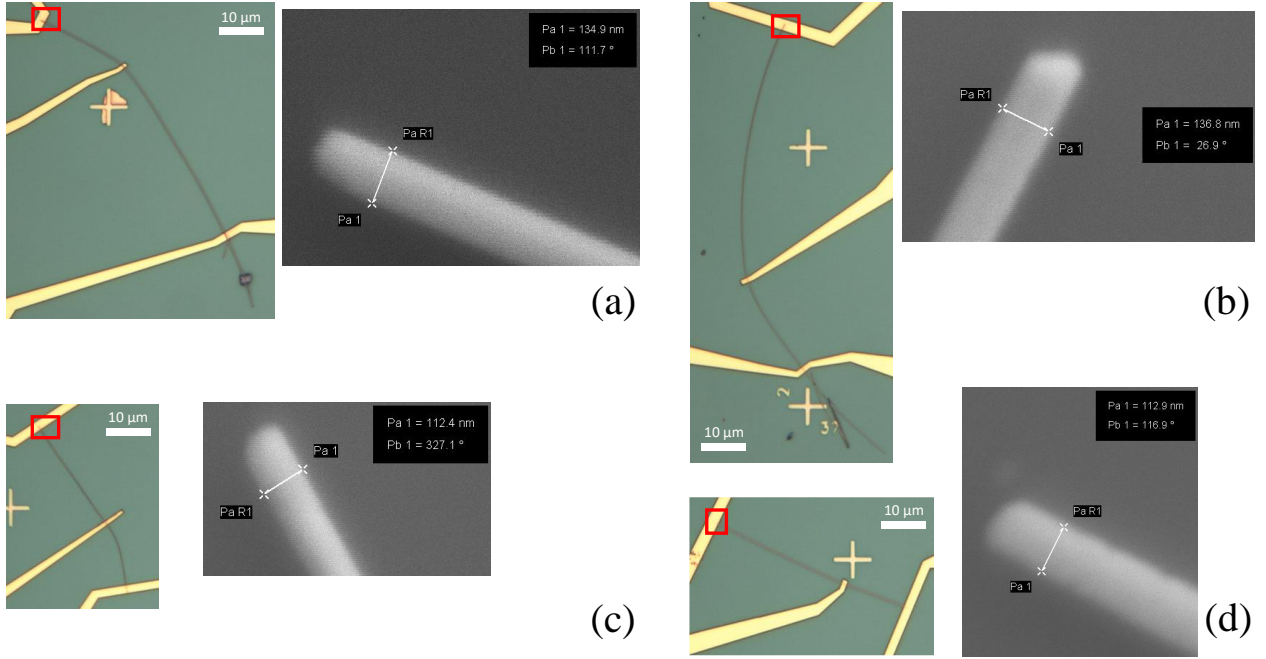 10 µm
Pa 1 = 134.9 nm
Pb 1 = 111.7 °
Pa R1
Pa 1
(a)
Pa 1 = 136.8 nm
Pb 1 = 26.9 °
Pa R1
Pa 1
2
10 µm
(b)
10 µm
Pa 1 = 112.4 nm
Pb 1 = 327.1 °
Pa 1
Pa R1
(c)
10 µm
Pa 1 = 112.9 nm
Pb 1 = 116.9 °
Pa R1
Pa 1
(d)